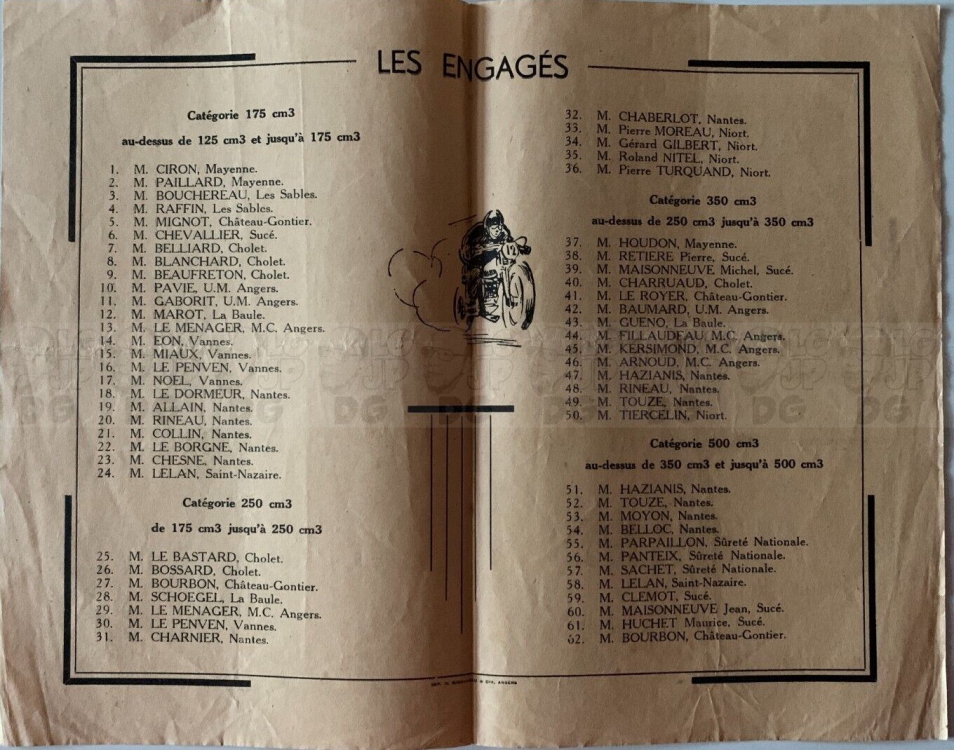 LES ENGAGÉS
Catégorie 175 cm3
au-dessus de 125 cm3 et jusqu'à 175 cm3
1. M. CIRON, Mayenne.
2. M. PAILLARD, Mayenne.
3. M. BOUCHEREAU, Les Sables.
4. M. RAFFIN, Les Sables.
5. M. MIGNOT, Château-Gontier.
6. M. CHEVALLIER, Sucé.
7. M. BELLIARD, Cholet.
8. M. BLANCHARD, Cholet.
9. M. BEAUFRETON, Cholet.
10. M. PAVIE, U.M. Angers.
11. M. GABORIT, U.M. Angers.
12. M. MAROT, La Baule.
13. M. LE MENAGER, M.C. Angers.
14. M. EON, Vannes.
15. M. MIAUX, Vannes.
16. M. LE PENVEN, Vannes.
17. M. NOEL, Vannes.
18. M. LE DORMEUR, Nantes.
19. M. ALLAIN, Nantes.
20. M. RINEAU, Nantes.
21. M. COLLIN, Nantes.
22. M. LE BORGNE, Nantes.
23. M. CHESNE, Nantes.
24. M. LELAN, Saint-Nazaire.
Catégorie 250 cm3
de 175 cm3 jusqu'à 250 cm3
25. M. LE BASTARD, Cholet.
26. M. BOSSARD, Cholet.
27. M. BOURBON, Château-Gontier.
28. M. SCHOEGEL, La Baule.
29. M. LE MENAGER, M.C. Angers.
30. M. LE PENVEN, Vannes.
31. M. CHARNIER, Nantes.
12
32. M. CHABERLOT, Nantes.
33. M. Pierre MOREAU, Niort.
34. M. Gérard GILBERT, Niort.
35. M. Roland NITEL, Niort.
36. M. Pierre TURQUAND, Niort.
Catégorie 350 cm3
au-dessus de 250 cm3 jusqu'à 350 cm3
37. M. HOUDON, Mayenne.
38. M. RETIERE Pierre, Sucé.
39. M. MAISONNEUVE Michel, Sucé.
40. M. CHARRUAUD, Cholet.
41. M. LE ROYER, Château-Gontier.
42. M. BAUMARD, U.M. Angers.
43. M. GUENO, La Baule.
44. M. FILLAUDEAU, M.C. Angers.
45. M. KERSIMOND, M.C. Angers.
46. M. ARNOUD, M.C. Angers.
47. M. HAZIANIS, Nantes.
48. M. RINEAU, Nantes.
49. M. TOUZE, Nantes.
50. M. TIERCELIN, Niort.
Catégorie 500 cm3
au-dessus de 350 cm3 et jusqu'à 500 cm3
51. M. HAZIANIS, Nantes.
52. M. TOUZE, Nantes.
53. M. MOYON, Nantes.
54. M. BELLOC, Nantes.
55. M. PARPAILLON, Sûreté Nationale.
56. M. PANTEIX, Sûreté Nationale.
57. M. SACHET, Sûreté Nationale.
58. M. LELAN, Saint-Nazaire.
59. M. CLEMOT, Sucé.
60. M. MAISONNEUVE Jean, Sucé.
61. M. HUCHET Maurice, Sucé.
62. M. BOURBON, Château-Gontier.